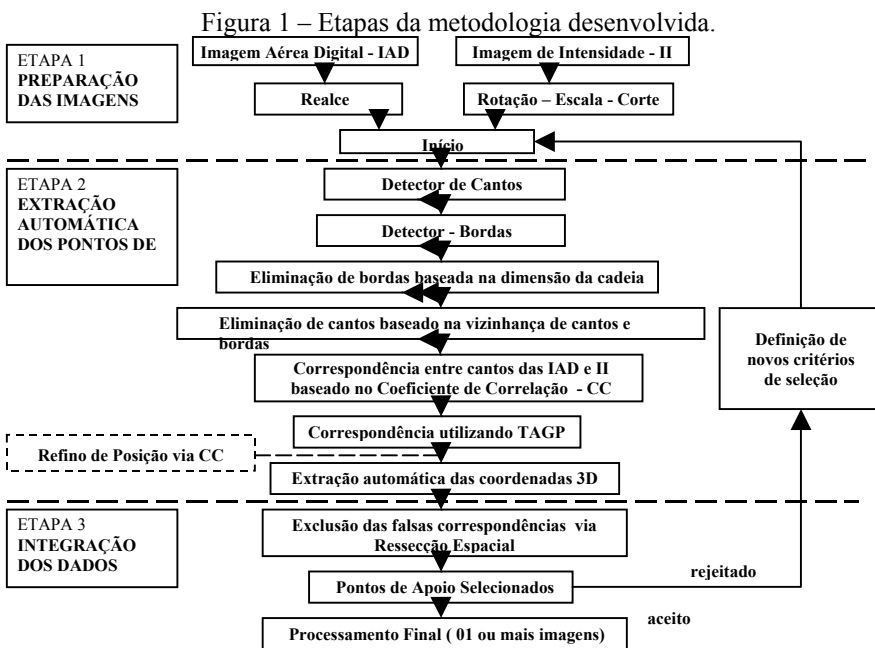 Figura 1 – Etapas da metodologia desenvolvida.
ETAPA 1
PREPARAÇÃO
DAS IMAGENS
Imagem Aérea Digital - IAD
Imagem de Intensidade - II
Realce
Rotação – Escala - Corte
Início
ETAPA 2
EXTRAÇÃO
AUTOMÁTICA
DOS PONTOS DE
Detector de Cantos
Detector - Bordas
Eliminação de bordas baseada na dimensão da cadeia
Eliminação de cantos baseado na vizinhança de cantos e
bordas
Correspondência entre cantos das IAD e II
baseado no Coeficiente de Correlação - CC
Correspondência utilizando TAGP
Refino de Posição via CC
Extração automática das coordenadas 3D
Definição de
novos critérios
de seleção
ETAPA 3
INTEGRAÇÃO
DOS DADOS
Exclusão das falsas correspondências via
Ressecção Espacial
Pontos de Apoio Selecionados
rejeitado
aceito
Processamento Final ( 01 ou mais imagens)